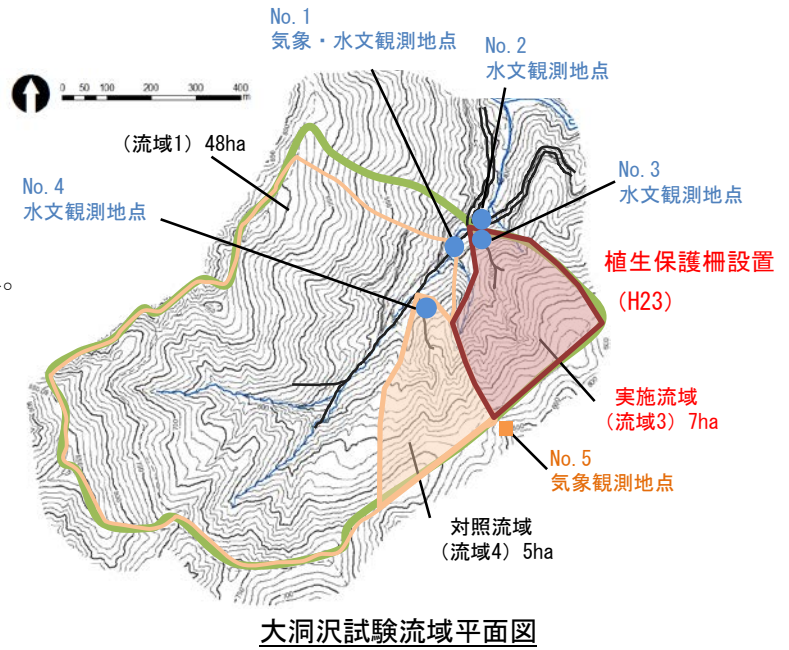 No. 1
気象・水文観測地点
No. 2
水文観測地点
0 50 100 200 300 400
m
(流域1) 48ha
No. 3
水文観測地点
No. 4
水文観測地点
植生保護柵設置
(H23)
。
実施流域
(流域3) 7ha
No. 5
気象観測地点
対照流域
(流域4) 5ha
大洞沢試験流域平面図